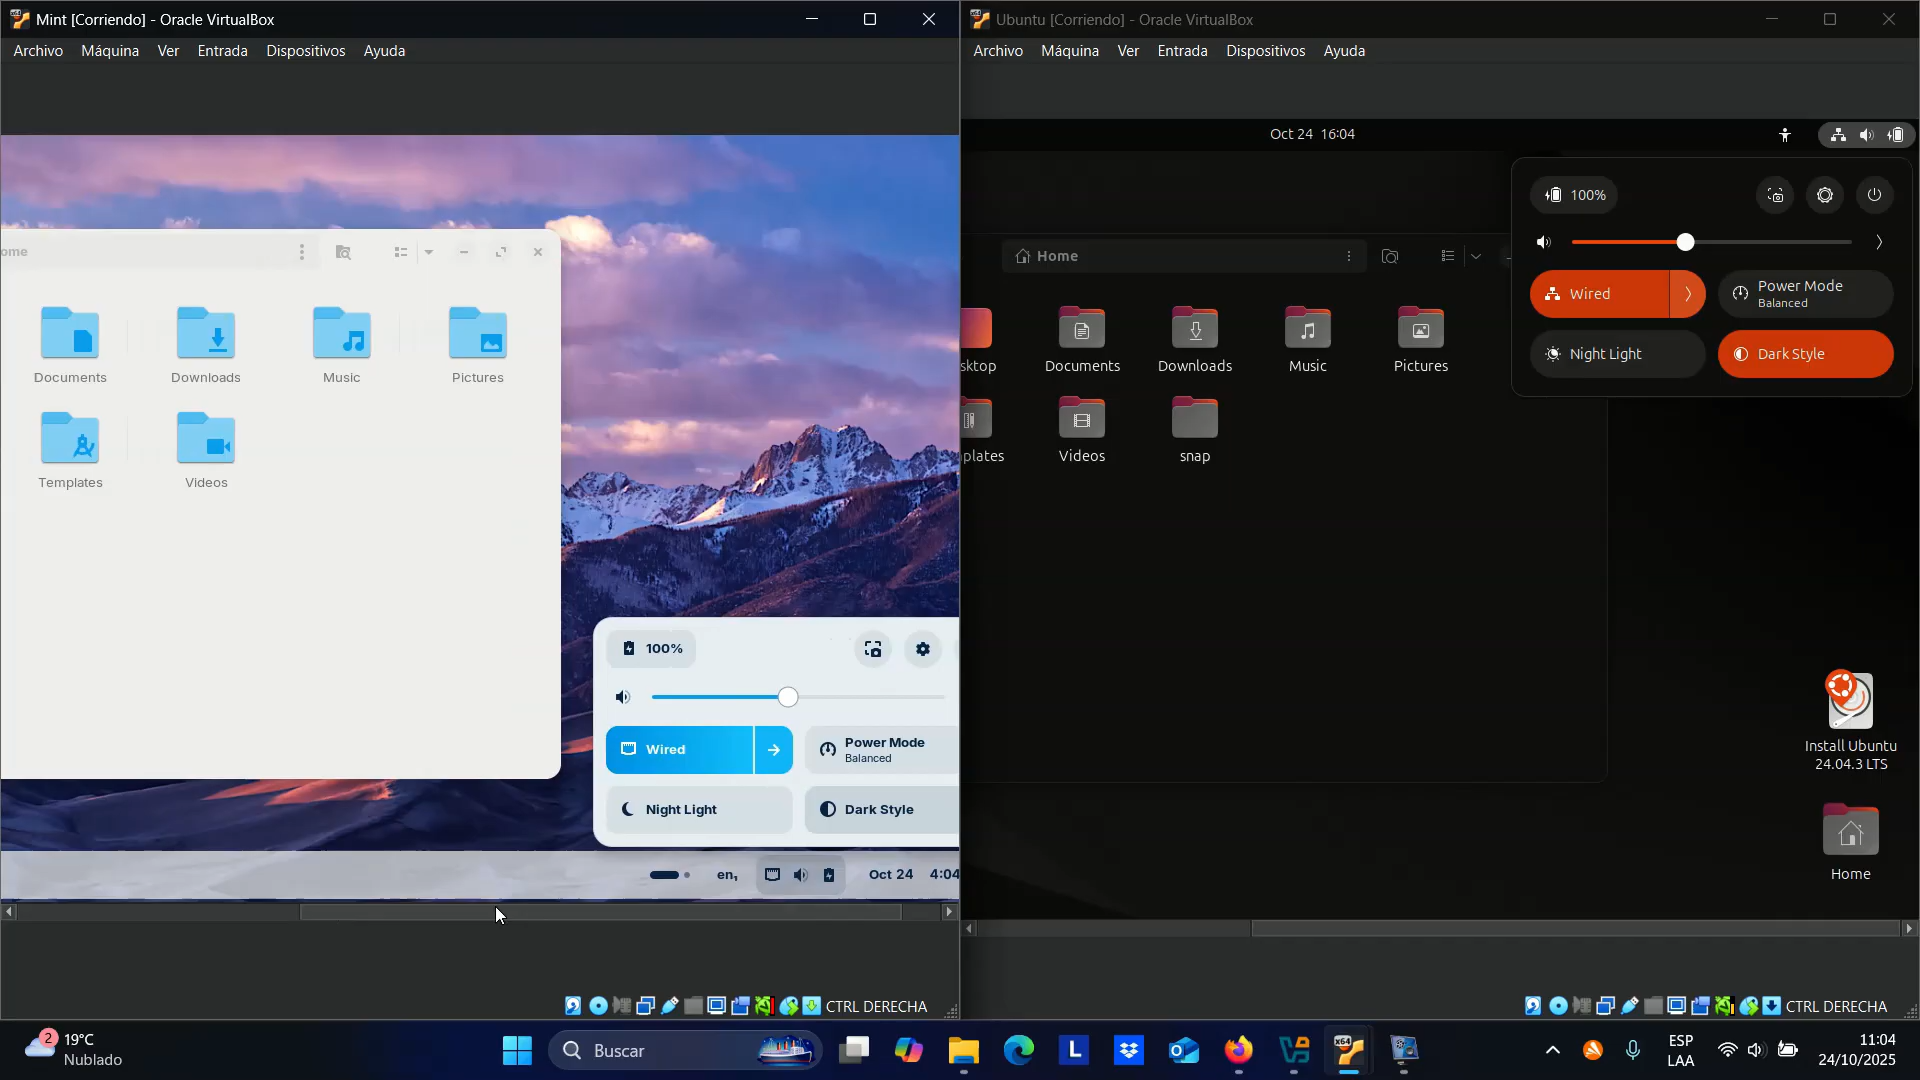 Mint [Corriendo] - Oracle VirtualBox
Archivo Máquina Ver Entrada Dispositivos Ayuda
ome
Documents
Downloads
Music
Pictures
Templates
Videos
100%
Wired
Power Mode
Balanced
Night Light
Dark Style
en₁
Oct 24 4:04
CTRL DERECHA
Ubuntu [Corriendo] - Oracle VirtualBox
Archivo Máquina Ver Entrada Dispositivos Ayuda
Oct 24 16:04
100%
Wired
Power Mode
Balanced
Night Light
Dark Style
Home
sktop
Documents
Downloads
Music
Pictures
plates
Videos
snap
Install Ubuntu
24.04.3 LTS
Home
CTRL DERECHA
2
19°C
Nublado
Buscar
L
x64
ESP
LAA
11:04
24/10/2025